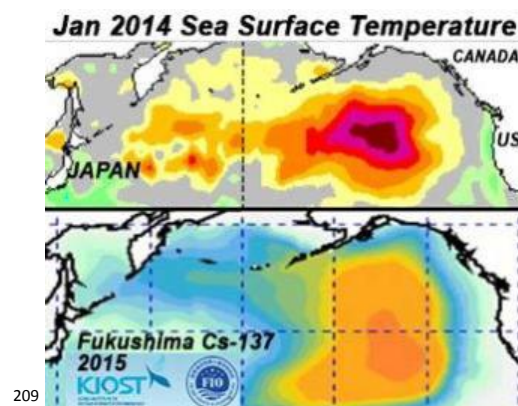 Jan 2014 Sea Surface Temperature
CANADA
US
JAPAN
Fukushima Cs-137
2015
KIOST
FIO
209